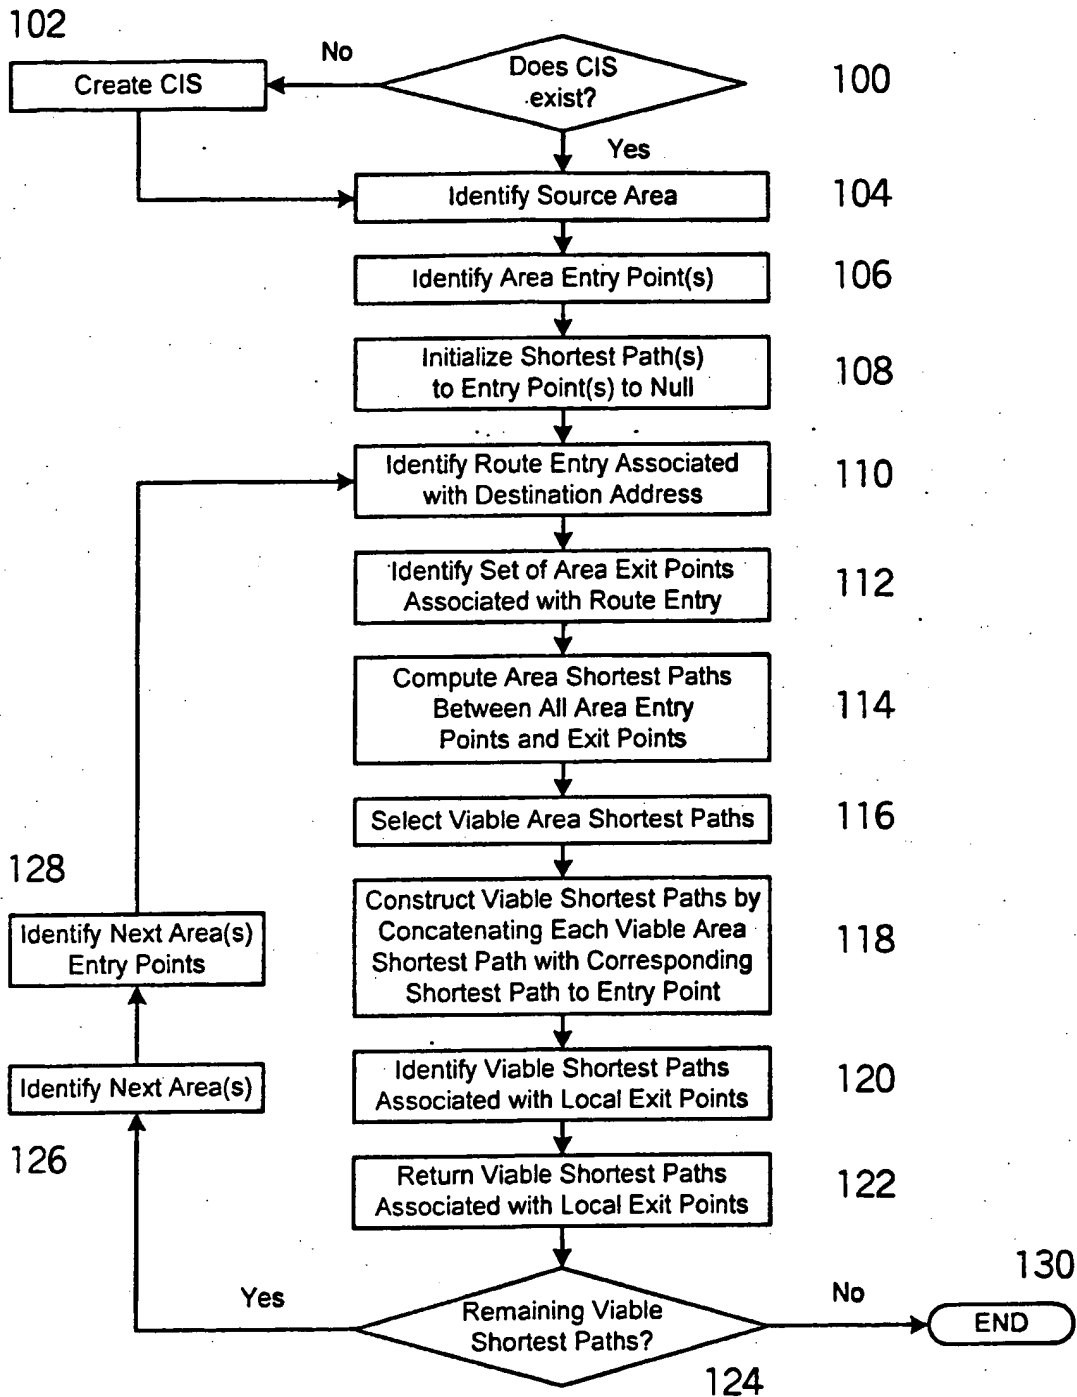 102
No
Create CIS
Does CIS
exist?
100
Yes
Identify Source Area
104
Identify Area Entry Point(s)
106
Initialize Shortest Path(s)
to Entry Point(s) to Null
108
Identify Route Entry Associated
with Destination Address
110
Identify Set of Area Exit Points
Associated with Route Entry
112
Compute Area Shortest Paths
Between All Area Entry
Points and Exit Points
114
Select Viable Area Shortest Paths
116
128
Identify Next Area(s)
Entry Points
Construct Viable Shortest Paths by
Concatenating Each Viable Area
Shortest Path with Corresponding
Shortest Path to Entry Point
118
Identify Next Area(s)
126
Identify Viable Shortest Paths
Associated with Local Exit Points
120
Return Viable Shortest Paths
Associated with Local Exit Points
122
Yes
Remaining Viable
Shortest Paths?
124
No
130
END